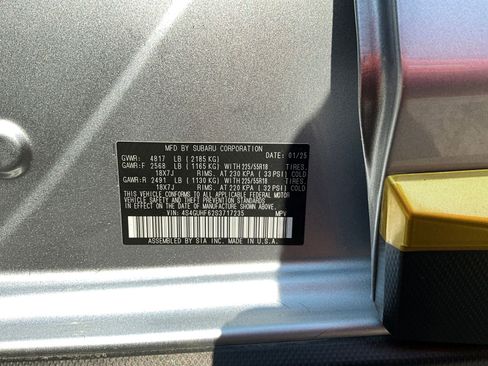 MFD BY SUBARU CORPORATION
GVWR: 4817 LB (2185 KG) DATE: 01/25
GAWR:F 2568 LB (1165 KG) WITH 225/55R18 TIRES,
18X7J RIMS, AT 230 KPA (33 PSI) COLD
GAWR:R 2491 LB (1130 KG) WITH 225/55R18 TIRES,
18X7J RIMS, AT 220 KPA (32 PSI) COLD
THIS VEHICLE CONFORMS TO ALL APPLICABLE
FEDERAL MOTOR VEHICLE SAFETY STANDARDS
VEHICLE SAFETY AND THEFT PREVENTION STANDARDS
IN EFFECT ON THE DATE OF MANUFACTURE SHOWN ABOVE.
VIN: 4S4GUHF62S3717235 MPV
ASSEMBLED BY SIA INC. MADE IN U.S.A.